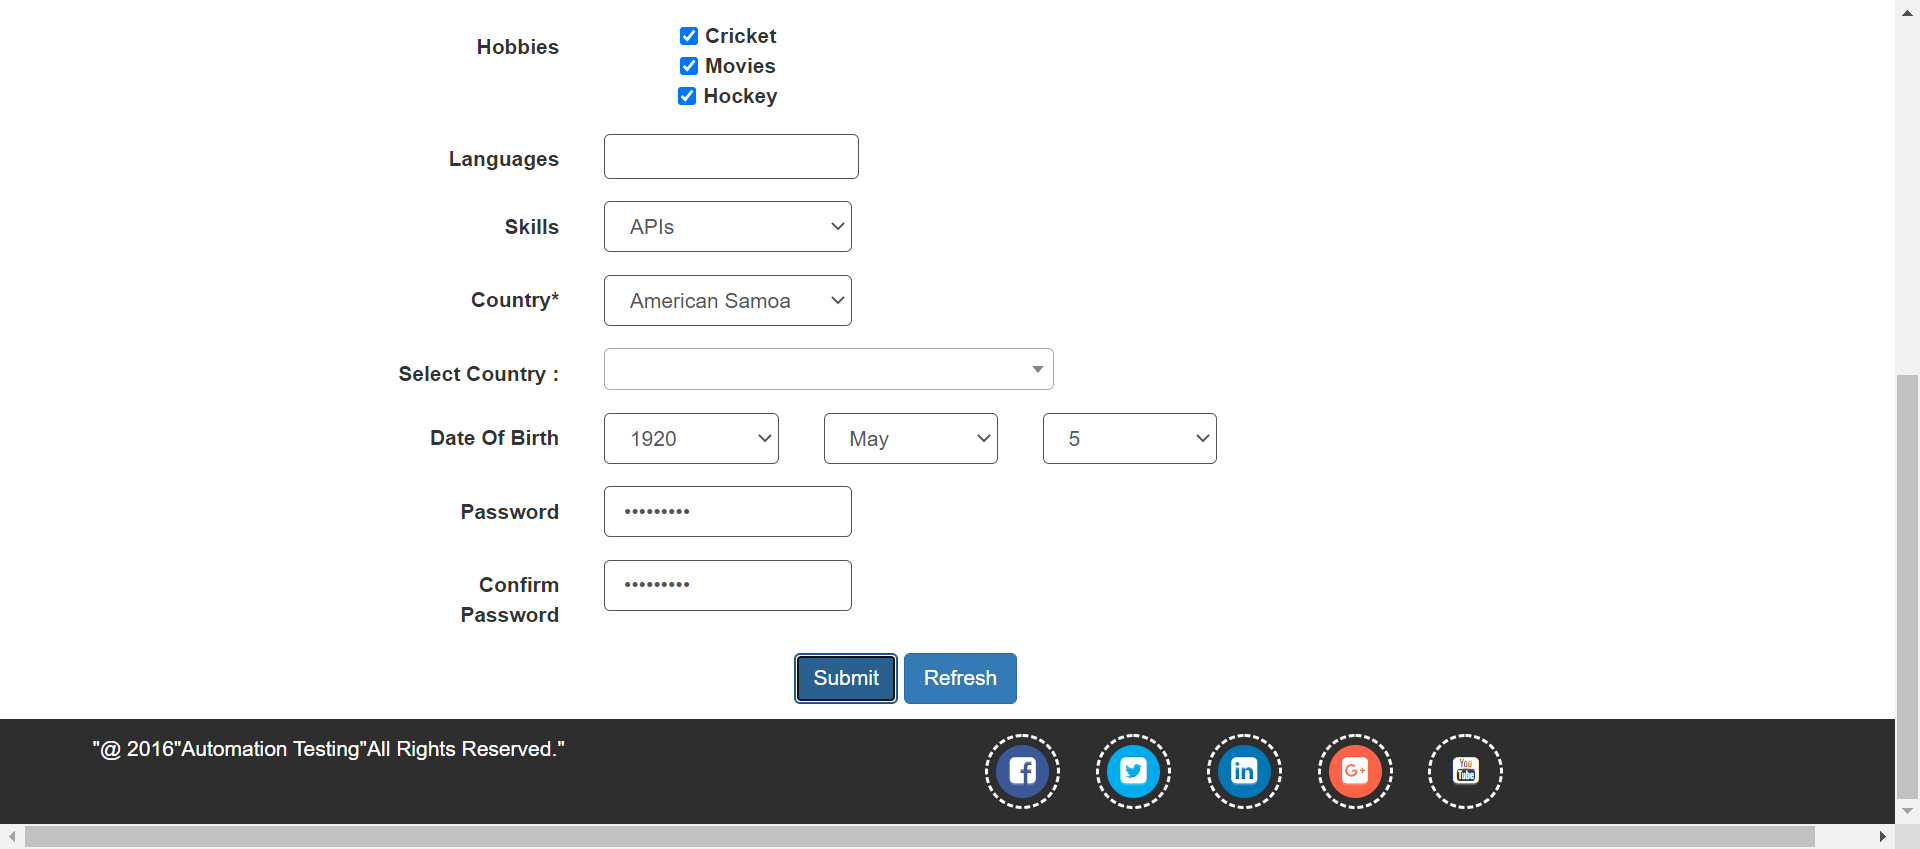 Hobbies
Cricket
Movies
Hockey
Languages
Skills
APIs
Country*
American Samoa
Select Country :
Date Of Birth
1920
May
5
Password
•••••••••
Confirm
Password
•••••••••
Submit
Refresh
"@ 2016"Automation Testing"All Rights Reserved."
f
in
G+
You
Tube